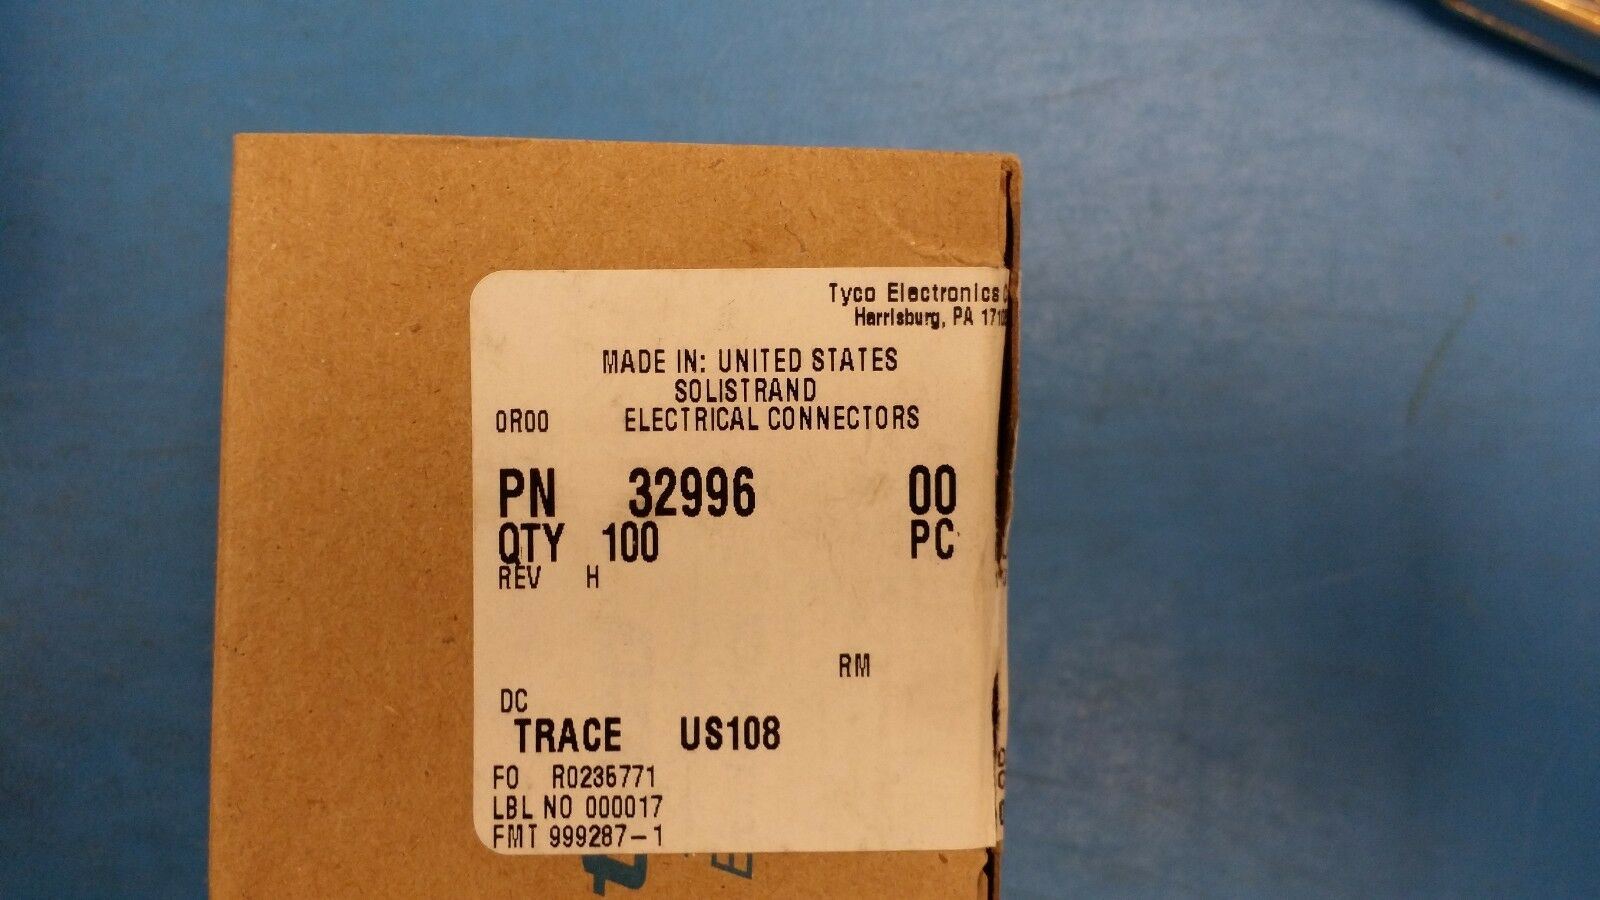 Tyco Electronics
Harrisburg, PA
MADE IN: UNITED STATES
SOLISTRAND
0R00 ELECTRICAL CONNECTORS
PN 32996 00
QTY 100 PC
REV H
RM
DC
TRACE US108
FO R0236771
LBL NO 000017
FMT 999287-1